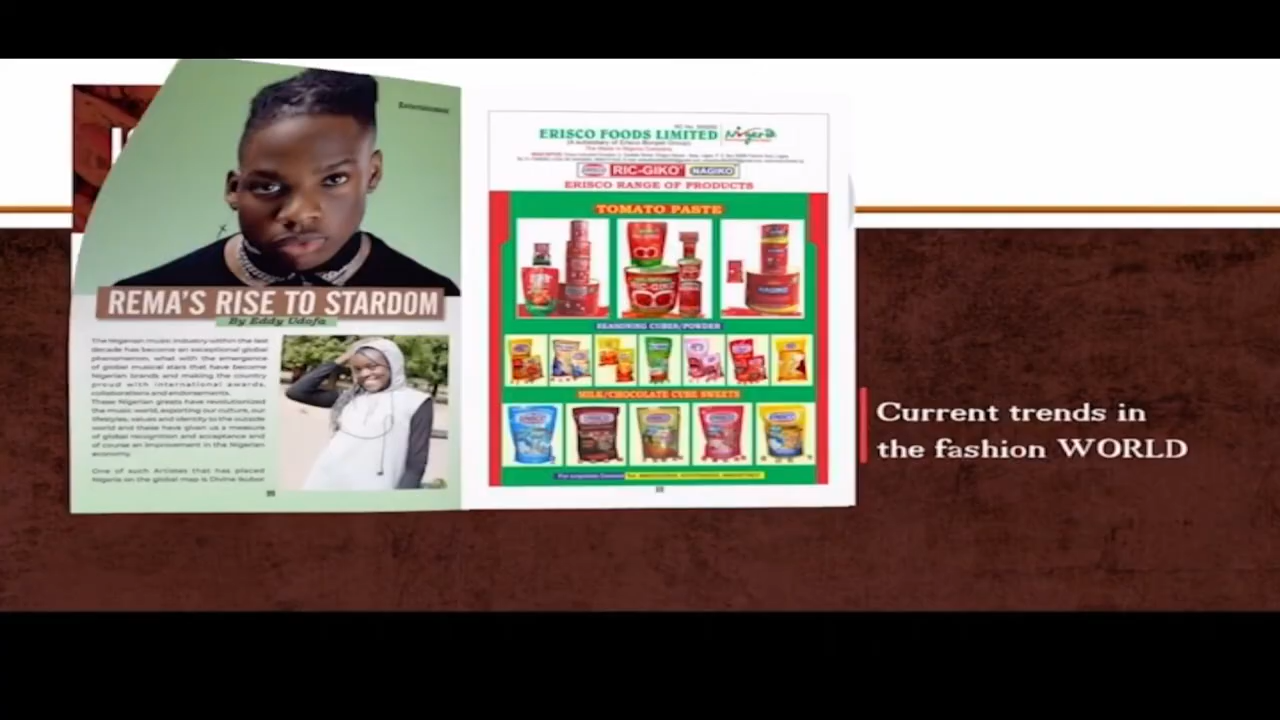 Entertainment
REMA'S RISE TO STARDOM
By Eddy Udofa
The Nigerian music industry within the last
decade has become an exceptional global
phenomenon, what with the emergence
of global musical stars that have become
Nigerian brands and making the country
proud with international awards,
collaborations and endorsements.
These Nigerian greats have revolutionized
the music world, exporting our culture, our
lifestyles, values and identity to the outside
world and these have given us a measure
of global recognition and acceptance and
of course an improvement in the Nigerian
economy.
One of such Artistes that has placed
Nigeria on the global map is Divine Ikubor
ERISCO FOODS LIMITED
(A subsidiary of Erisco Bonpet Group)
RIC-GIKO NAGIKO
ERISCO RANGE OF PRODUCTS
TOMATO PASTE
SEASONING CUBES/POWDER
MILK/CHOCOLATE CUBE SWEETS
Current trends in
the fashion WORLD